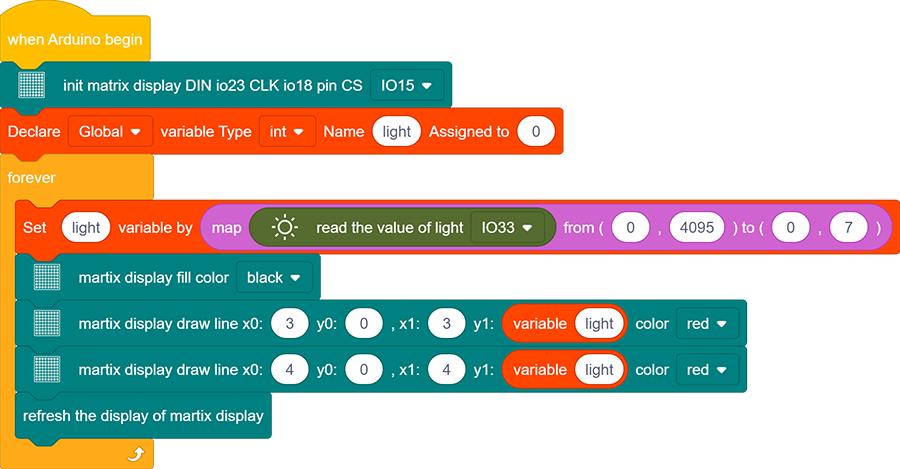 when Arduino begin
init matrix display DIN io23 CLK io18 pin CS IO15
Declare Global variable Type int Name light Assigned to 0
forever
Set light variable by map read the value of light IO33 from ( 0 , 4095 ) to ( 0 , 7 )
martix display fill color black
martix display draw line x0: 3 y0: 0 , x1: 3 y1: variable light color red
martix display draw line x0: 4 y0: 0 , x1: 4 y1: variable light color red
refresh the display of martix display